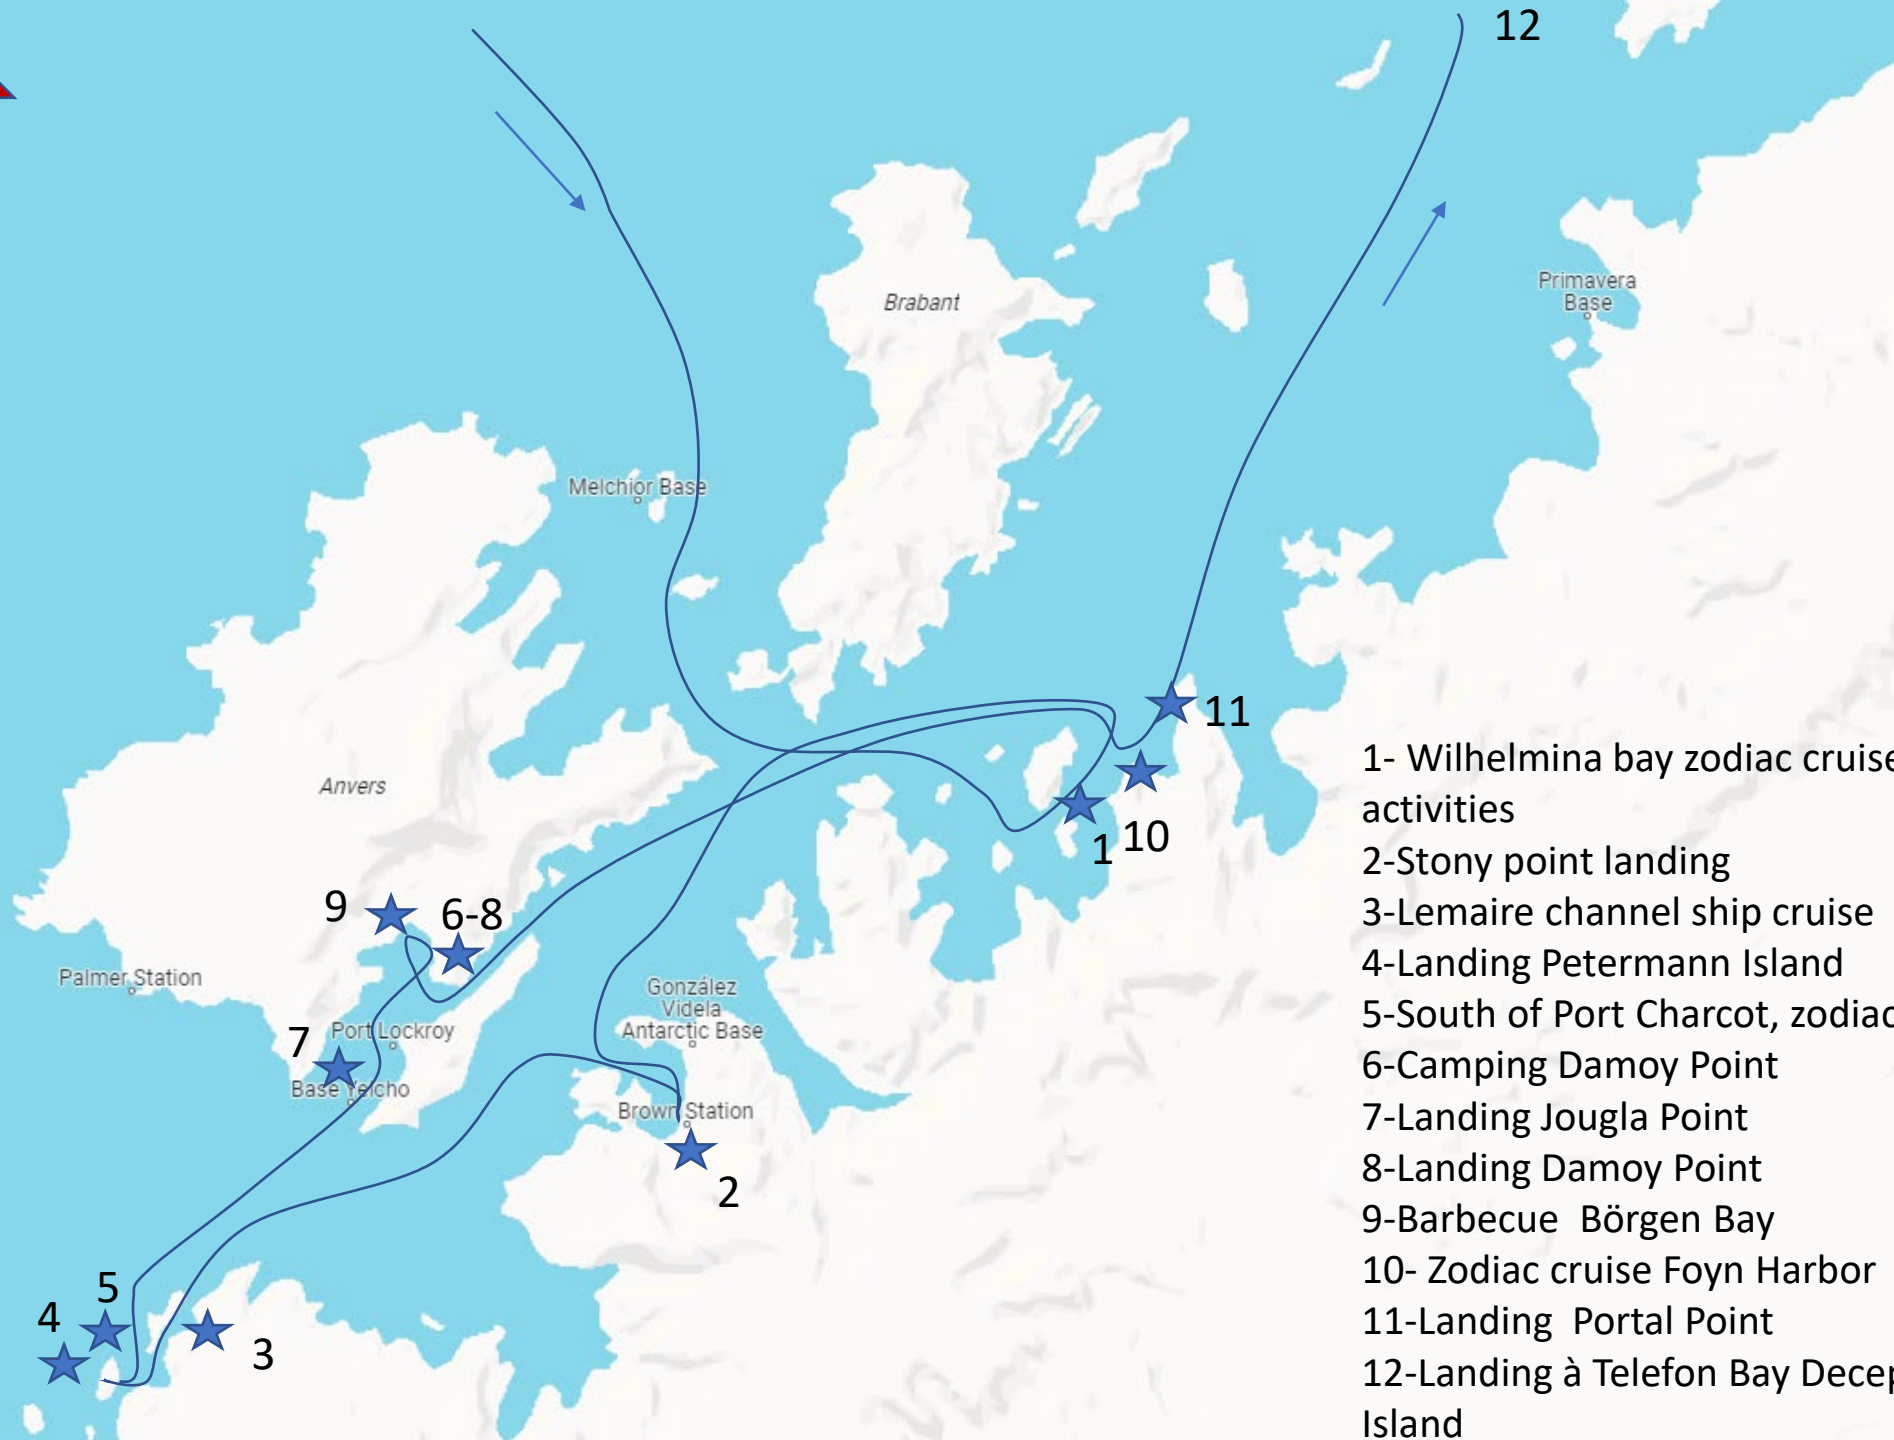 12
Primavera
Base
Brabant
Melchior Base
11
Anvers
1
10
9
6-8
Palmer Station
González
Videla
Antarctic Base
7
Port Lockroy
Base Yelcho
Brown Station
2
5
4
3
1- Wilhelmina bay zodiac cruise
activities
2-Stony point landing
3-Lemaire channel ship cruise
4-Landing Petermann Island
5-South of Port Charcot, zodiac
6-Camping Damoy Point
7-Landing Jougla Point
8-Landing Damoy Point
9-Barbecue  Börgen Bay
10- Zodiac cruise Foyn Harbor
11-Landing  Portal Point
12-Landing à Telefon Bay
Island